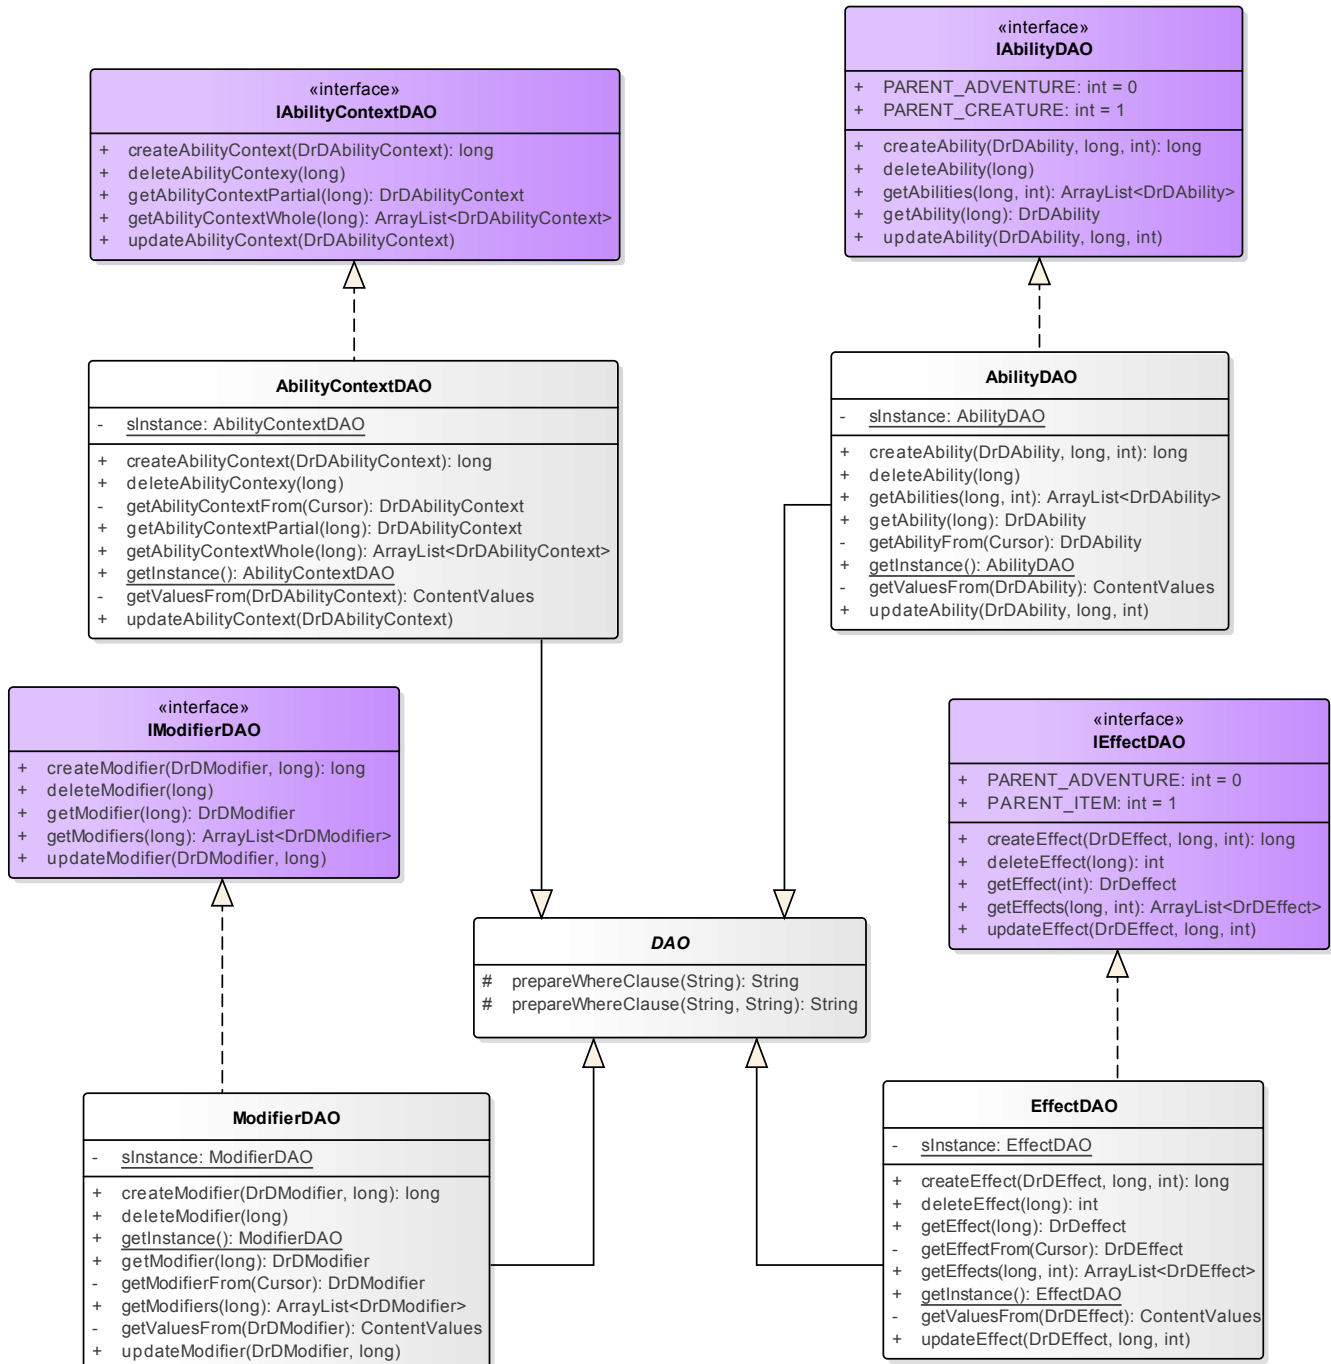 «interface»
IAbilityDAO
+ PARENT_ADVENTURE: int = 0
+ PARENT_CREATURE: int = 1
+ createAbility(DrDAbility, long, int): long
+ deleteAbility(long)
+ getAbilities(long, int): ArrayList<DrDAbility>
+ getAbility(long): DrDAbility
+ updateAbility(DrDAbility, long, int)
«interface»
IAbilityContextDAO
+ createAbilityContext(DrDAbilityContext): long
+ deleteAbilityContexy(long)
+ getAbilityContextPartial(long): DrDAbilityContext
+ getAbilityContextWhole(long): ArrayList<DrDAbilityContext>
+ updateAbilityContext(DrDAbilityContext)
AbilityContextDAO
- sInstance: AbilityContextDAO
+ createAbilityContext(DrDAbilityContext): long
+ deleteAbilityContexy(long)
- getAbilityContextFrom(Cursor): DrDAbilityContext
+ getAbilityContextPartial(long): DrDAbilityContext
+ getAbilityContextWhole(long): ArrayList<DrDAbilityContext>
+ getInstance(): AbilityContextDAO
- getValuesFrom(DrDAbilityContext): ContentValues
+ updateAbilityContext(DrDAbilityContext)
AbilityDAO
- sInstance: AbilityDAO
+ createAbility(DrDAbility, long, int): long
+ deleteAbility(long)
+ getAbilities(long, int): ArrayList<DrDAbility>
+ getAbility(long): DrDAbility
- getAbilityFrom(Cursor): DrDAbility
+ getInstance(): AbilityDAO
- getValuesFrom(DrDAbility): ContentValues
+ updateAbility(DrDAbility, long, int)
«interface»
IModifierDAO
+ createModifier(DrDModifier, long): long
+ deleteModifier(long)
+ getModifier(long): DrDModifier
+ getModifiers(long): ArrayList<DrDModifier>
+ updateModifier(DrDModifier, long)
«interface»
IEffectDAO
+ PARENT_ADVENTURE: int = 0
+ PARENT_ITEM: int = 1
+ createEffect(DrDEffect, long, int): long
+ deleteEffect(long): int
+ getEffect(int): DrDeffect
+ getEffects(long, int): ArrayList<DrDEffect>
+ updateEffect(DrDEffect, long, int)
DAO
# prepareWhereClause(String): String
# prepareWhereClause(String, String): String
ModifierDAO
- sInstance: ModifierDAO
+ createModifier(DrDModifier, long): long
+ deleteModifier(long)
+ getInstance(): ModifierDAO
+ getModifier(long): DrDModifier
- getModifierFrom(Cursor): DrDModifier
+ getModifiers(long): ArrayList<DrDModifier>
- getValuesFrom(DrDModifier): ContentValues
+ updateModifier(DrDModifier, long)
EffectDAO
- sInstance: EffectDAO
+ createEffect(DrDEffect, long, int): long
+ deleteEffect(long): int
+ getEffect(long): DrDeffect
- getEffectFrom(Cursor): DrDEffect
+ getEffects(long, int): ArrayList<DrDEffect>
+ getInstance(): EffectDAO
- getValuesFrom(DrDEffect): ContentValues
+ updateEffect(DrDEffect, long, int)